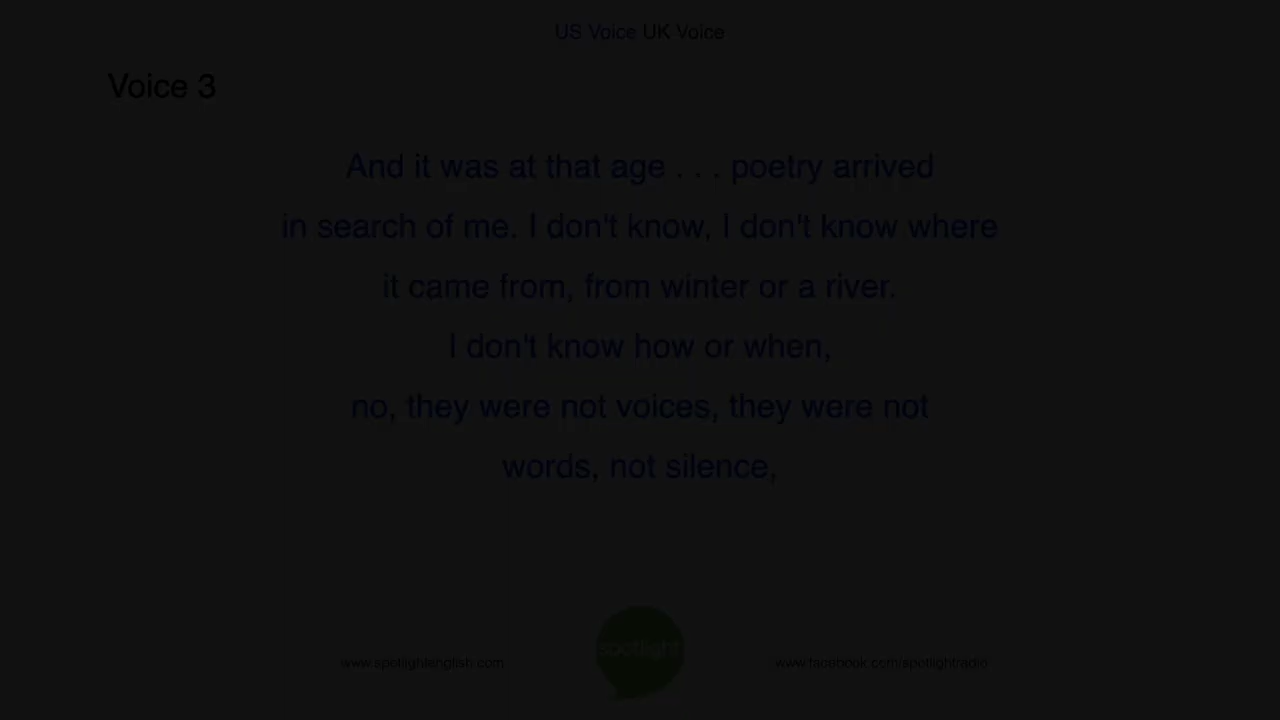 US Voice UK Voice
Voice 3
And it was at that age . . . poetry arrived
in search of me. I don't know, I don't know where
it came from, from winter or a river.
I don't know how or when,
no, they were not voices, they were not
words, not silence,
spotlight
www.spotlightenglish.com
www.facebook.com/spotlightradio